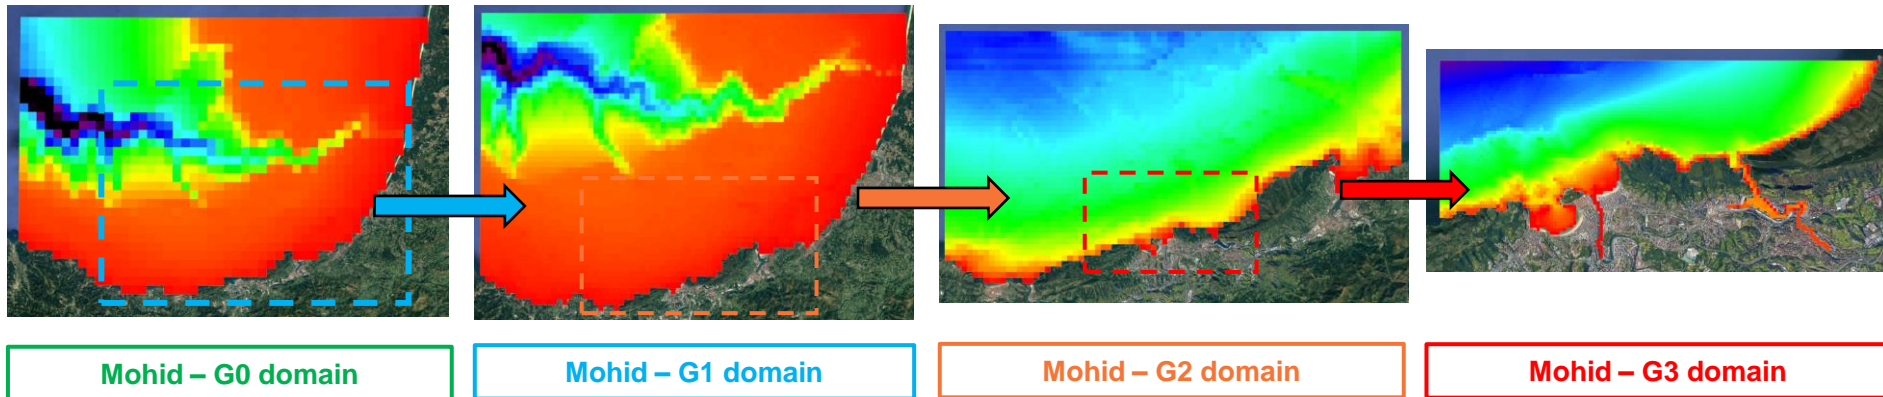 Mohid – G0 domain
Mohid – G1 domain
Mohid – G2 domain
Mohid – G3 domain